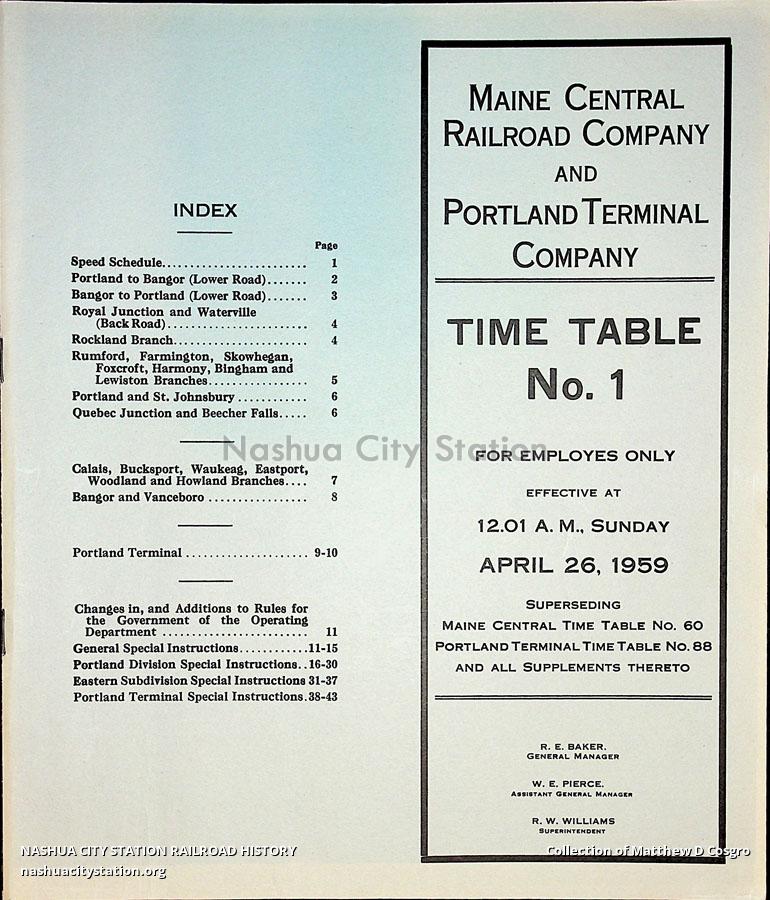 INDEX
Page
Speed Schedule........................ 1
Portland to Bangor (Lower Road)....... 2
Bangor to Portland (Lower Road)....... 3
Royal Junction and Waterville
(Back Road)........................ 4
Rockland Branch....................... 4
Rumford, Farmington, Skowhegan,
Foxcroft, Harmony, Bingham and
Lewiston Branches................. 5
Portland and St. Johnsbury ............ 6
Quebec Junction and Beecher Falls..... 6
Calais, Bucksport, Waukeag, Eastport,
Woodland and Howland Branches.... 7
Bangor and Vanceboro ................. 8
Portland Terminal ..................... 9-10
Changes in, and Additions to Rules for
the Government of the Operating
Department ........................ 11
General Special Instructions............11-15
Portland Division Special Instructions..16-30
Eastern Subdivision Special Instructions 31-37
Portland Terminal Special Instructions.38-43
MAINE CENTRAL
RAILROAD COMPANY
AND
PORTLAND TERMINAL
COMPANY
TIME TABLE
No. 1
FOR EMPLOYES ONLY
EFFECTIVE AT
12.01 A. M., SUNDAY
APRIL 26, 1959
SUPERSEDING
MAINE CENTRAL TIME TABLE NO. 60
PORTLAND TERMINAL TIME TABLE NO. 88
AND ALL SUPPLEMENTS THERETO
R. E. BAKER,
GENERAL MANAGER
W. E. PIERCE,
ASSISTANT GENERAL MANAGER
R. W. WILLIAMS
SUPERINTENDENT
Nashua City Station
NASHUA CITY STATION RAILROAD HISTORY
nashuacitystation.org
Collection of Matthew D Cosgro